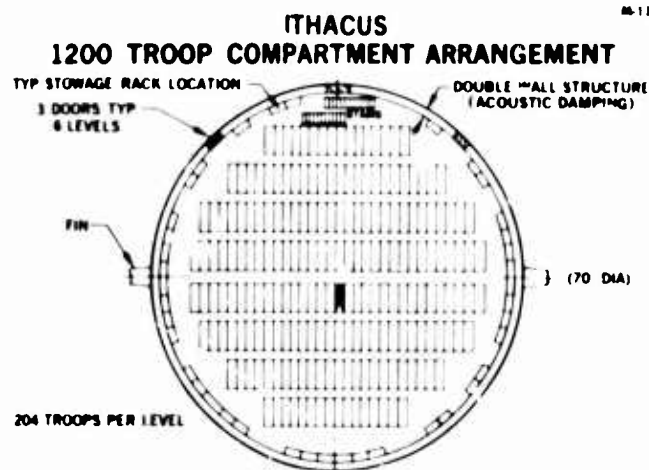 ITHACUS
1200 TROOP COMPARTMENT ARRANGEMENT
TYP STOWAGE RACK LOCATION
3 DOORS TYP
6 LEVELS
DOUBLE WALL STRUCTURE
(ACOUSTIC DAMPING)
FIN
(70 DIA)
204 TROOPS PER LEVEL